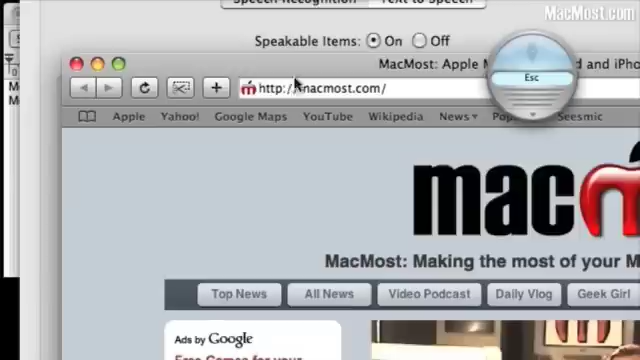 Speech Recognition Text to Speech
MacMost.com
Speakable Items: On Off
MacMost: Apple
and iPho
Esc
http://macmost.com/
Apple Yahoo! Google Maps YouTube Wikipedia News Seesmic
mac
MacMost: Making the most of your M
Top News All News Video Podcast Daily Vlog Geek Girl
Ads by Google